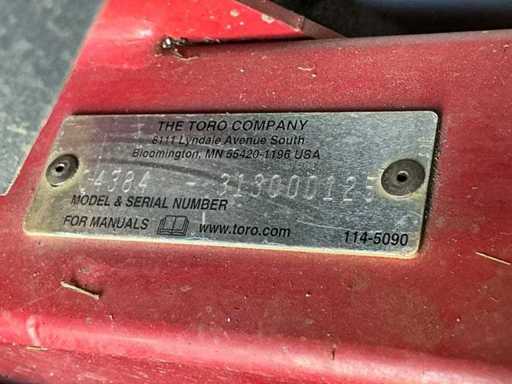 THE TORO COMPANY
8111 Lyndale Avenue South
Bloomington, MN 55420-1196 USA
04384 - 313000125
MODEL & SERIAL NUMBER
FOR MANUALS www.toro.com
114-5090